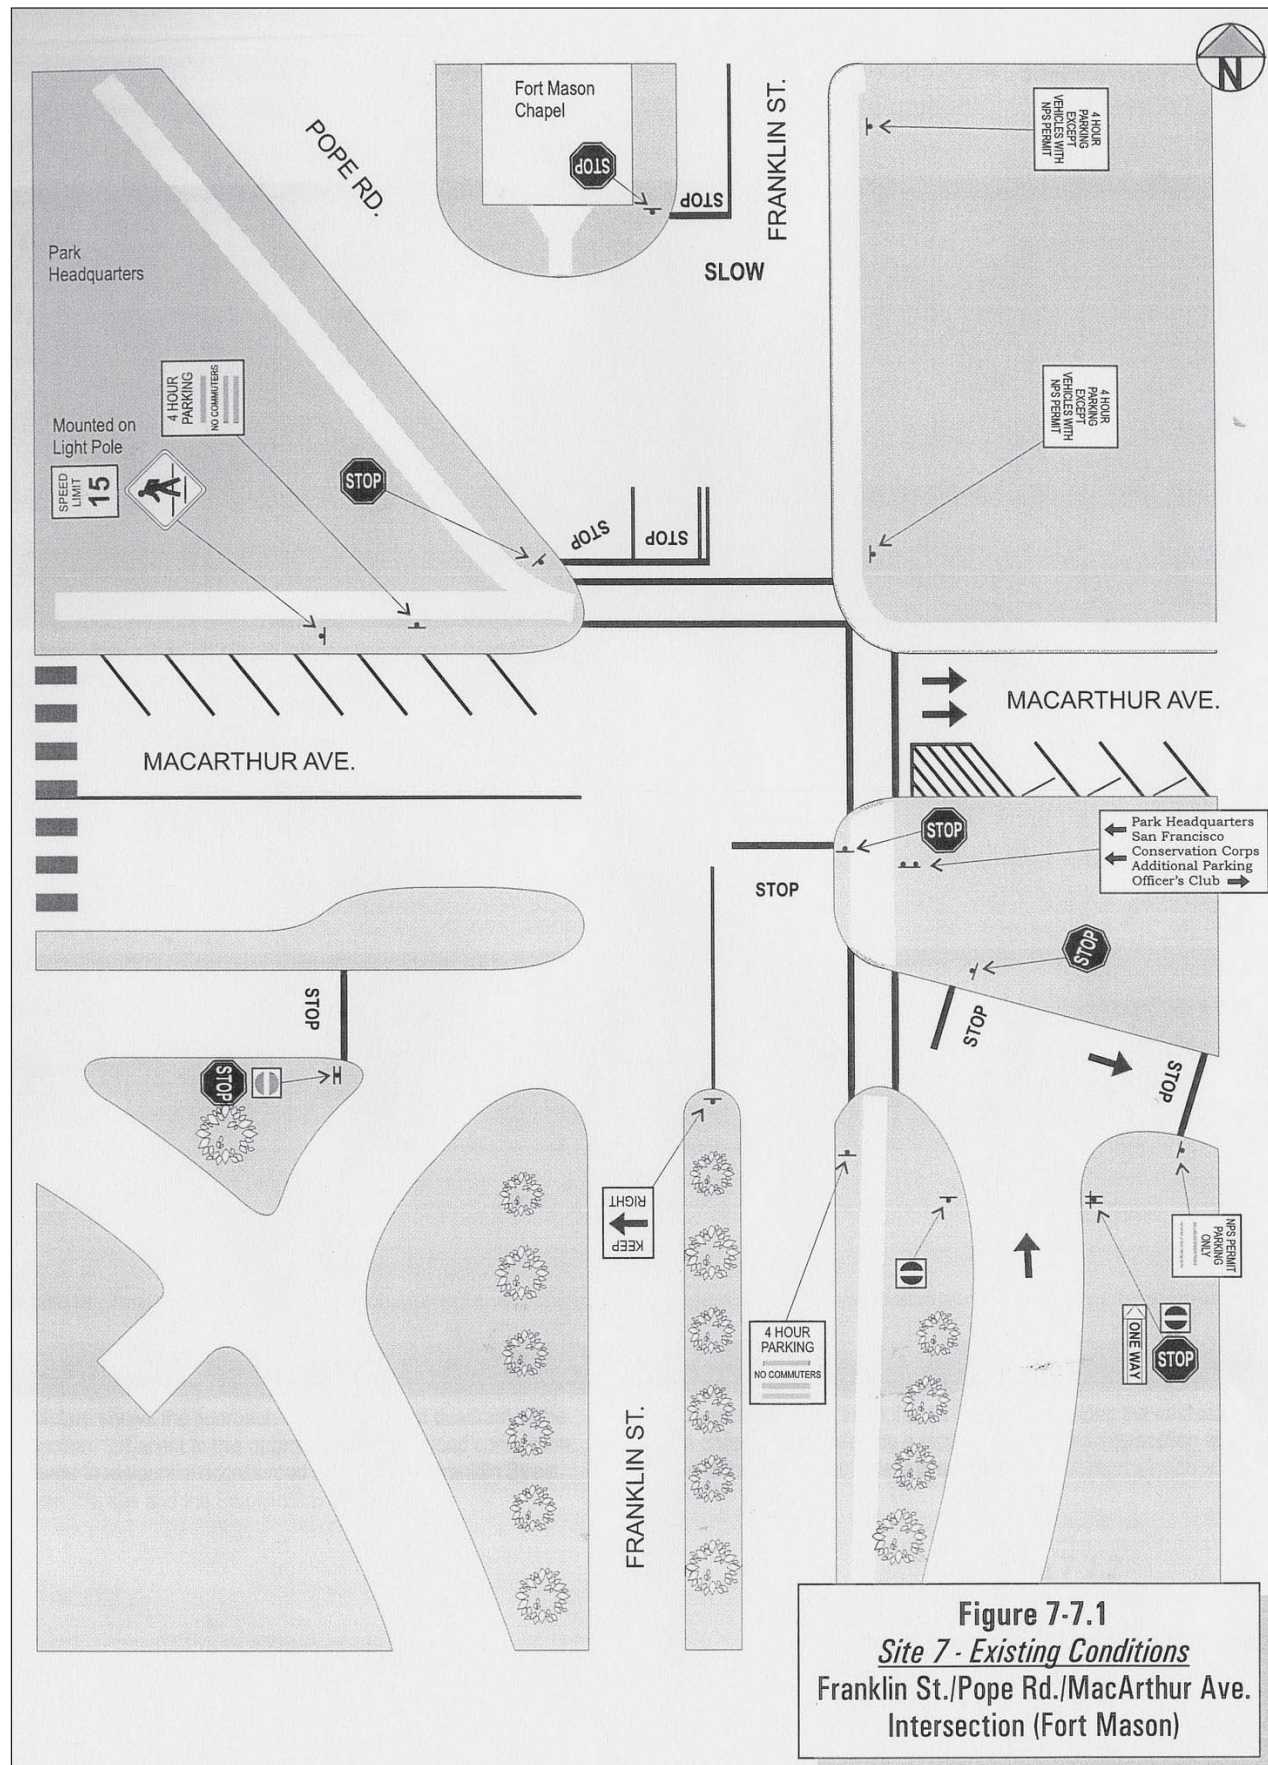 N
Fort Mason
Chapel
STOP
STOP
FRANKLIN ST.
POPE RD.
SLOW
4 HOUR
PARKING
EXCEPT
VEHICLES WITH
NPS PERMIT
Park
Headquarters
4 HOUR
PARKING
NO COMMUTERS
4 HOUR
PARKING
EXCEPT
VEHICLES WITH
NPS PERMIT
Mounted on
Light Pole
SPEED
LIMIT
15
STOP
STOP
STOP
MACARTHUR AVE.
MACARTHUR AVE.
STOP
Park Headquarters
San Francisco
Conservation Corps
Additional Parking
Officer's Club
STOP
STOP
STOP
STOP
STOP
STOP
KEEP
RIGHT
NPS PERMIT
PARKING
ONLY
4 HOUR
PARKING
NO COMMUTERS
ONE WAY
STOP
FRANKLIN ST.
Figure 7-7.1
Site 7 - Existing Conditions
Franklin St./Pope Rd./MacArthur Ave.
Intersection (Fort Mason)